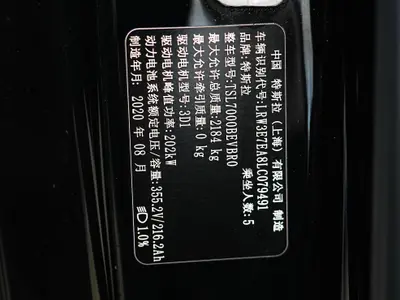 中国 特斯拉（上海）有限公司 制造
车辆识别代号:LRW3E7EA8LC079491
品牌:特斯拉 乘坐人数:5
整车型号:TSL7000BEVBR0
最大允许总质量:2184 kg
最大允许牵引质量:0 kg
驱动电机型号:3D1
驱动电机峰值功率:202kW
动力电池系统额定电压/容量:355.2V/216.2Ah
制造年月: 2020 年 08 月 1.0%